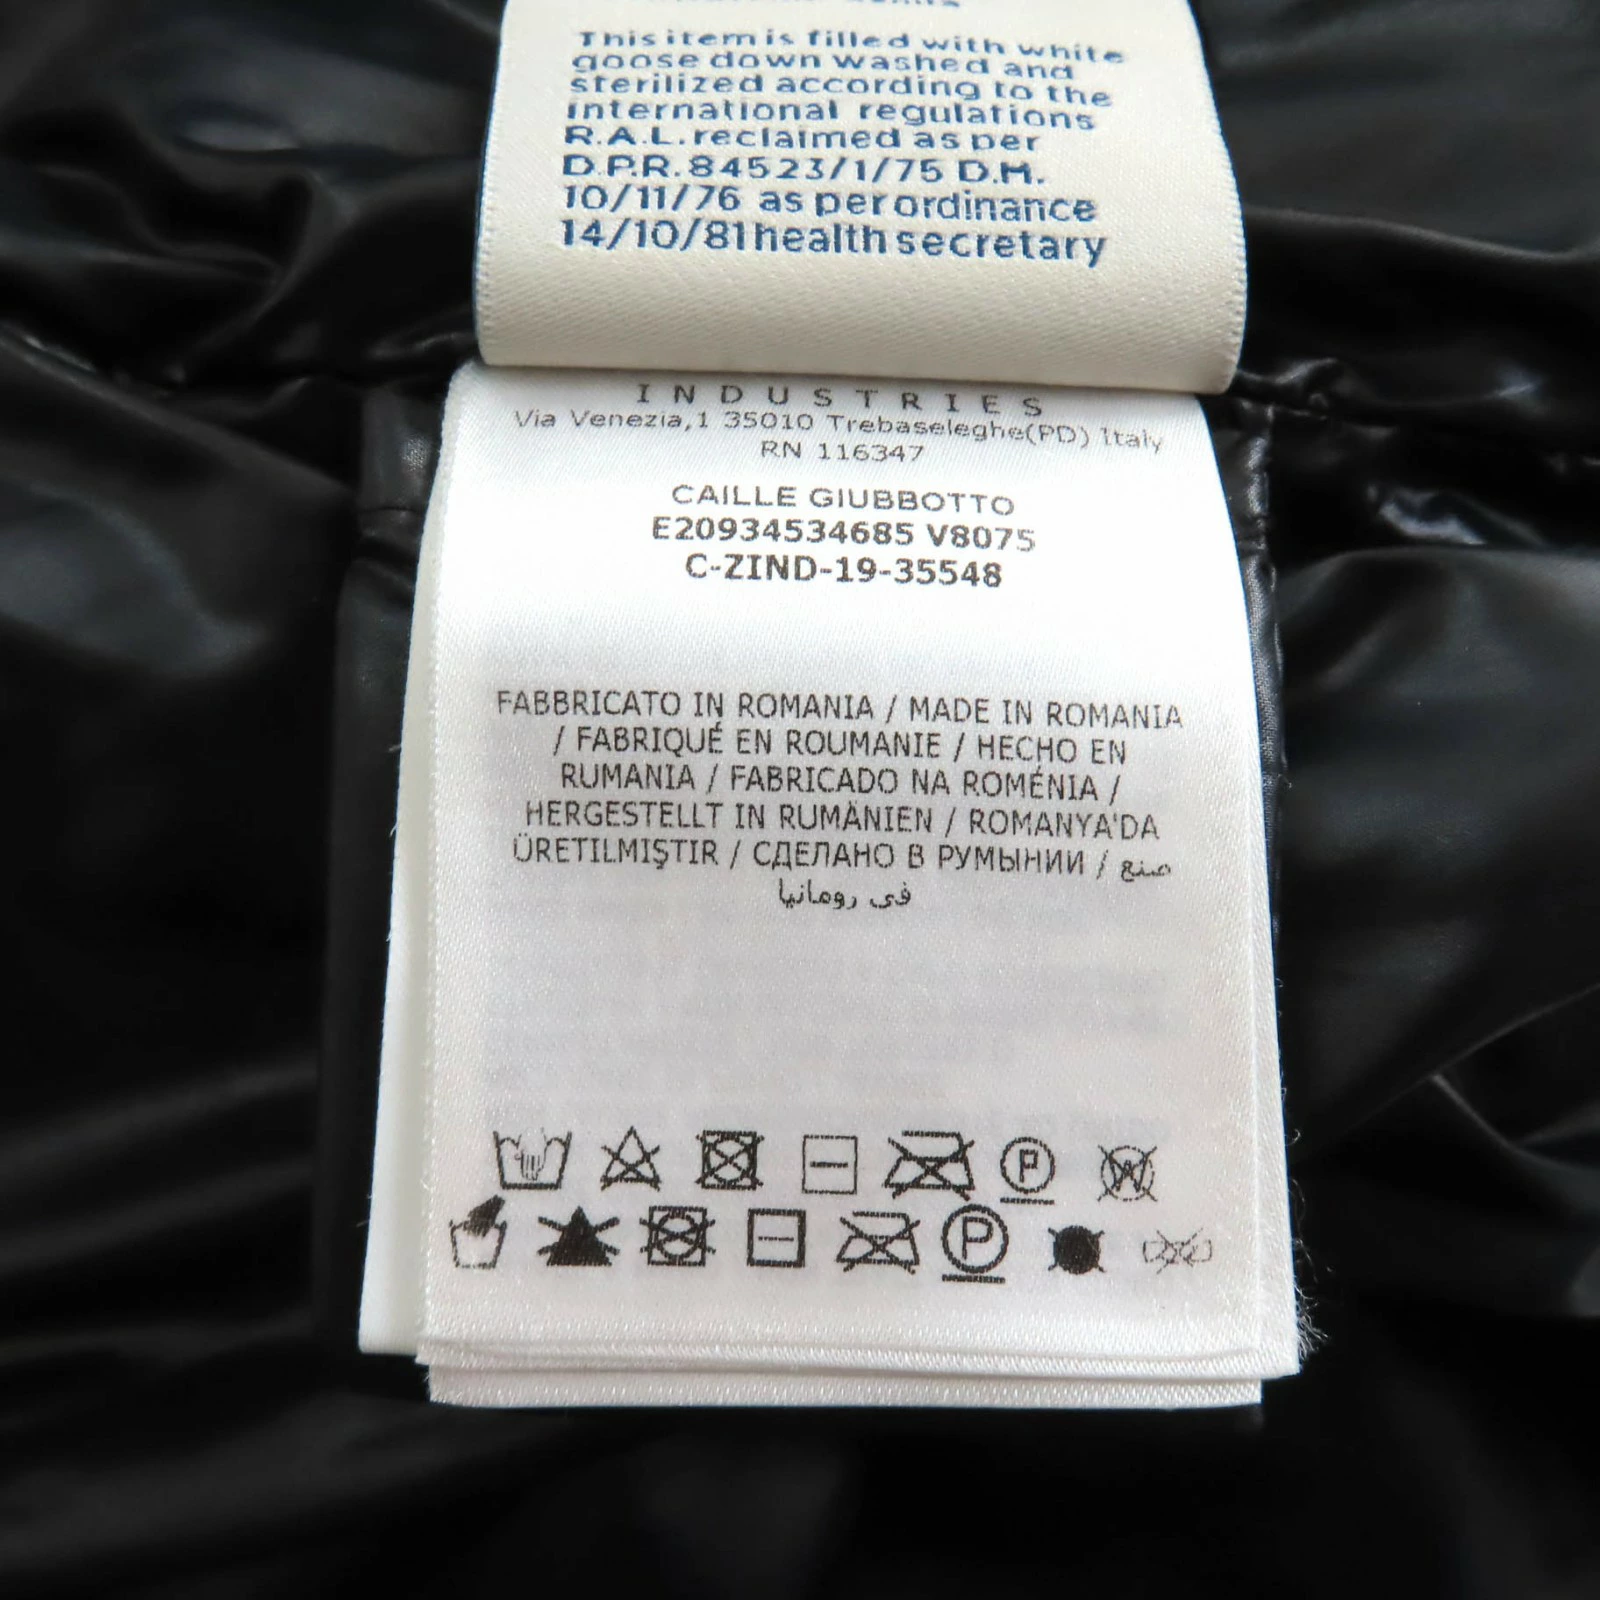 This item is filled with white
goose down washed and
sterilized according to the
international regulations
R.A.L. reclaimed as per
D.P.R. 84523/1/75 D.M.
10/11/76 as per ordinance
14/10/81 health secretary
INDUSTRIES
Via Venezia,1 35010 Trebaseleghe(PD) Italy
RN 116347
CAILLE GIUBBOTTO
E20934534685 V8075
C-ZIND-19-35548
FABBRICATO IN ROMANIA / MADE IN ROMANIA
/ FABRIQUÉ EN ROUMANIE / HECHO EN
RUMANIA / FABRICADO NA ROMÉNIA /
HERGESTELLT IN RUMÄNIEN / ROMANYA'DA
ÜRETILMIŞTIR / СДЕЛАНО В РУМЫНИИ / صنع
في رومانيا
P W
P